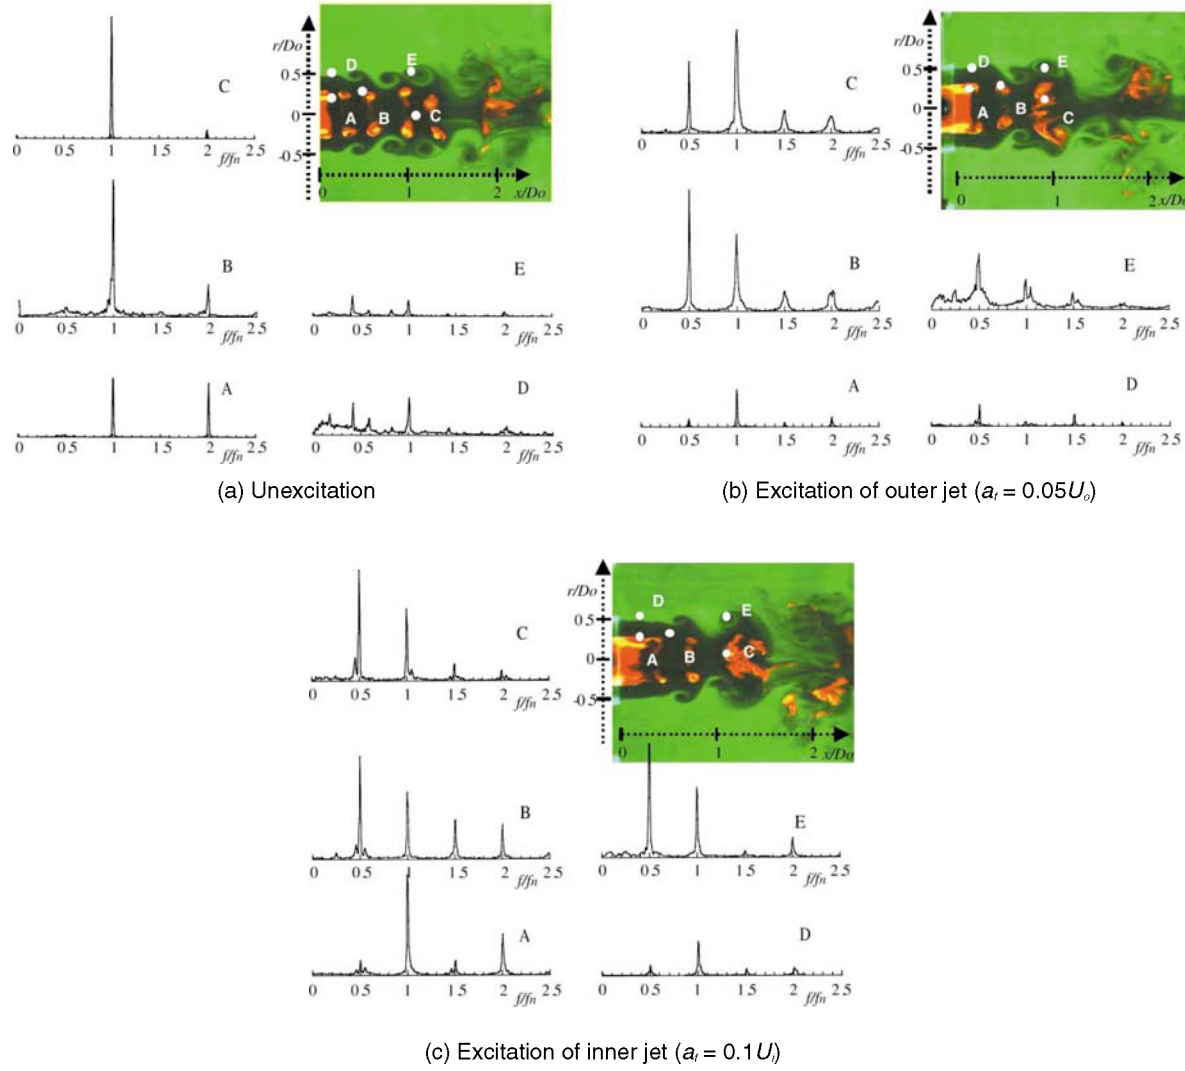 C
0 0.5 1 1.5 2 2.5
f/fn
B
0 0.5 1 1.5 2 2.5
f/fn
A
0 0.5 1 1.5 2 2.5
f/fn
r/Do
0.5
0
-0.5
D E
A B C
0 1 2 x/Do
E
0 0.5 1 1.5 2 2.5
f/fn
D
0 0.5 1 1.5 2 2.5
f/fn
(a) Unexcitation
C
0 0.5 1 1.5 2 2.5
f/fn
B
0 0.5 1 1.5 2 2.5
f/fn
A
0 0.5 1 1.5 2 2.5
f/fn
r/Do
0.5
0
-0.5
D E
A B C
0 1 2 x/Do
E
0 0.5 1 1.5 2 2.5
f/fn
D
0 0.5 1 1.5 2 2.5
f/fn
(b) Excitation of outer jet (af = 0.05Uo)
C
0 0.5 1 1.5 2 2.5
f/fn
B
0 0.5 1 1.5 2 2.5
f/fn
A
0 0.5 1 1.5 2 2.5
f/fn
r/Do
0.5
0
-0.5
D E
A B C
0 1 2 x/Do
E
0 0.5 1 1.5 2 2.5
f/fn
D
0 0.5 1 1.5 2 2.5
f/fn
(c) Excitation of inner jet (af = 0.1Ui)